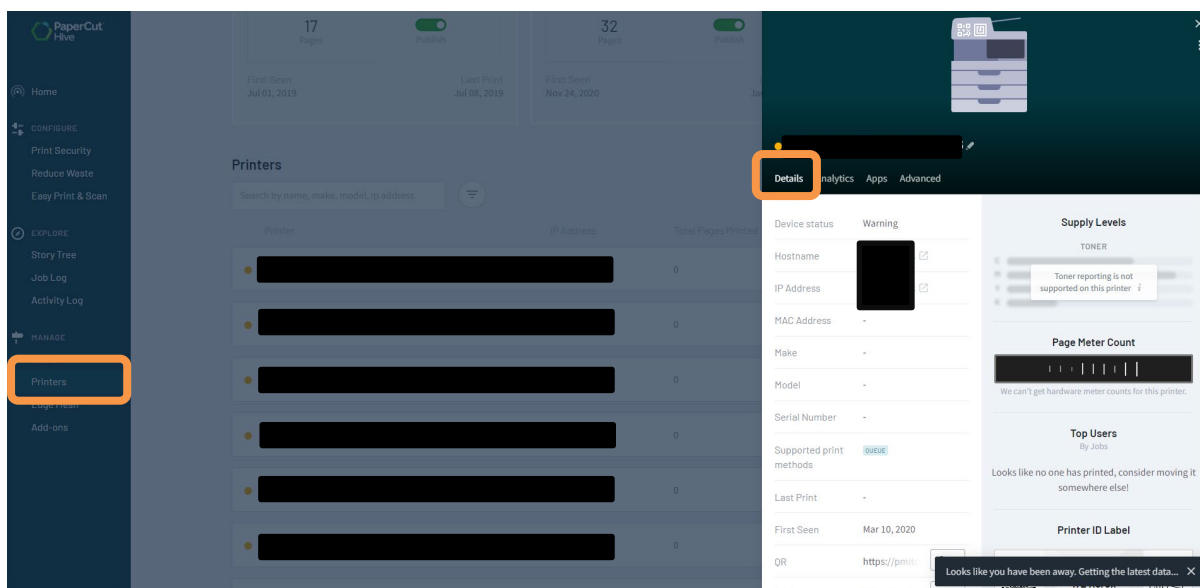 PaperCut
Hive
Home
CONFIGURE
Print Security
Reduce Waste
Easy Print & Scan
EXPLORE
Story Tree
Job Log
Activity Log
MANAGE
Printers
Add-ons
17
Pages
Publish
First Seen
Jul 01, 2019
Last Print
Jul 08, 2019
32
Pages
Publish
First Seen
Nov 24, 2020
Printers
Search by name, make, model, ip address
Printer IP Address Total Pages Printed
0
0
0
0
0
0
Details nalytics Apps Advanced
Device status Warning
Hostname
IP Address
MAC Address -
Make -
Model -
Serial Number -
Supported print
methods
QUEUE
Last Print -
First Seen Mar 10, 2020
QR
Supply Levels
TONER
C
M
Y
K
Toner reporting is not
supported on this printer i
Page Meter Count
We can't get hardware meter counts for this printer.
Top Users
By Jobs
Looks like no one has printed, consider moving it
somewhere else!
Printer ID Label
Looks like you have been away. Getting the latest data... X